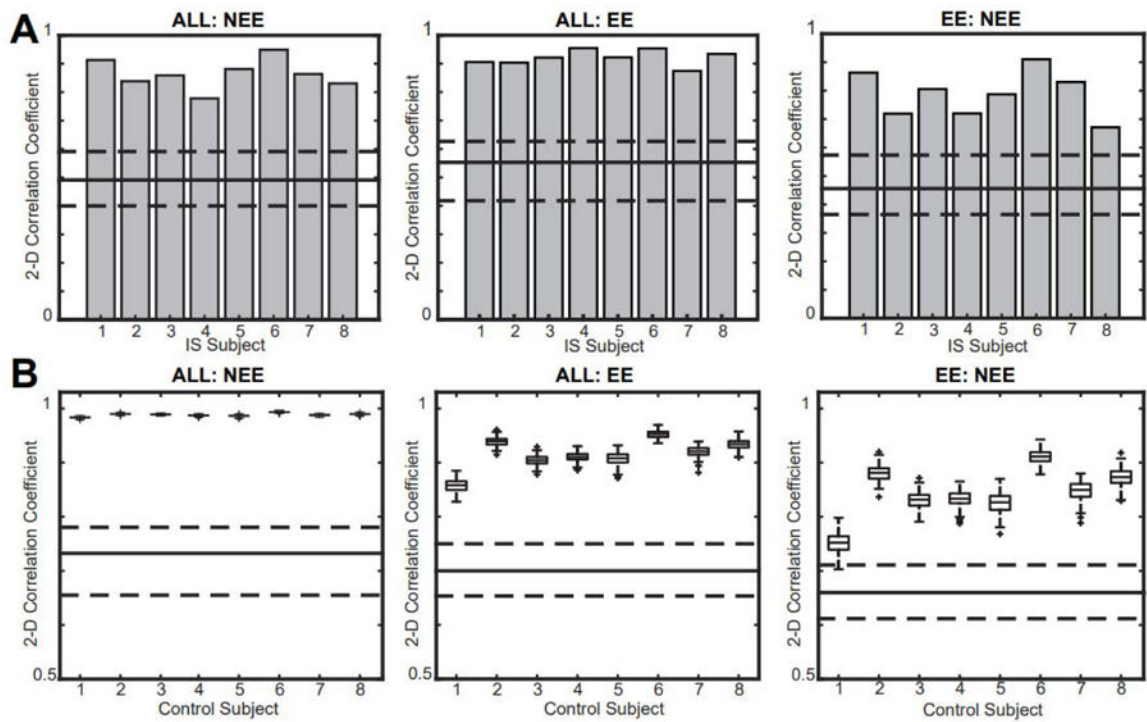 A
ALL: NEE
ALL: EE
EE: NEE
1
1
1
2-D Correlation Coefficient
2-D Correlation Coefficient
2-D Correlation Coefficient
0
0
0
1 2 3 4 5 6 7 8
1 2 3 4 5 6 7 8
1 2 3 4 5 6 7 8
IS Subject
IS Subject
IS Subject
B
ALL: NEE
ALL: EE
EE: NEE
1
1
1
2-D Correlation Coefficient
2-D Correlation Coefficient
2-D Correlation Coefficient
0.5
0.5
0.5
1 2 3 4 5 6 7 8
1 2 3 4 5 6 7 8
1 2 3 4 5 6 7 8
Control Subject
Control Subject
Control Subject